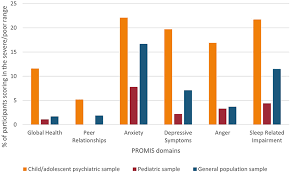 % of participants scoring in the severe/poor range
25
20
15
10
5
0
Global Health
Peer
Relationships
Anxiety
Depressive
Symptoms
Anger
Sleep Related
Impairment
PROMIS domains
Child/adolescent psychiatric sample
Pediatric sample
General population sample